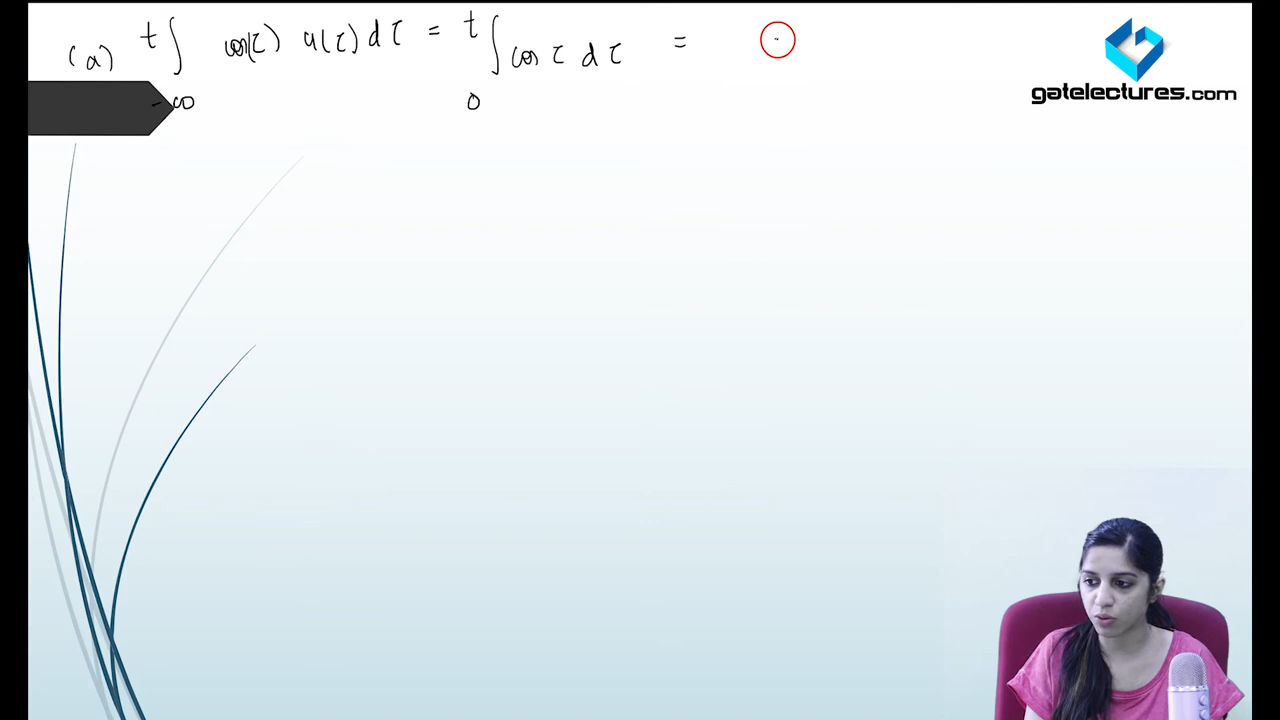 (a) t∫ cos(τ) u(τ) dτ = t∫ cos τ dτ =
-∞ 0
gatelectures.com